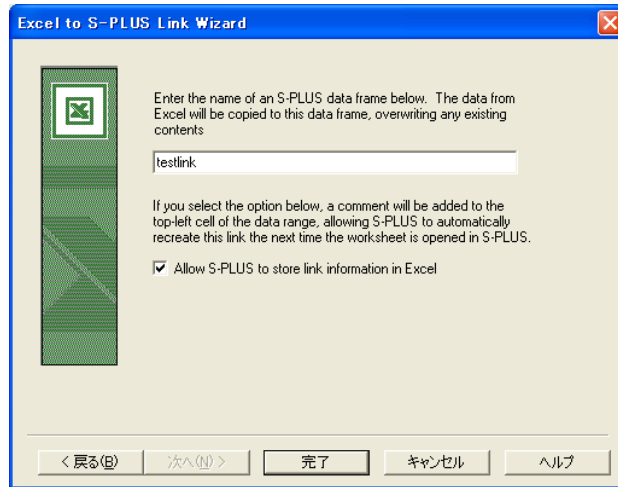 Excel to S-PLUS Link Wizard
Enter the name of an S-PLUS data frame below.  The data from
Excel will be copied to this data frame, overwriting any existing
contents
testlink
If you select the option below, a comment will be added to the
top-left cell of the data range, allowing S-PLUS to automatically
recreate this link the next time the worksheet is opened in S-PLUS.
Allow S-PLUS to store link information in Excel
< 戻る(B) 次へ(N) > 完了 キャンセル ヘルプ